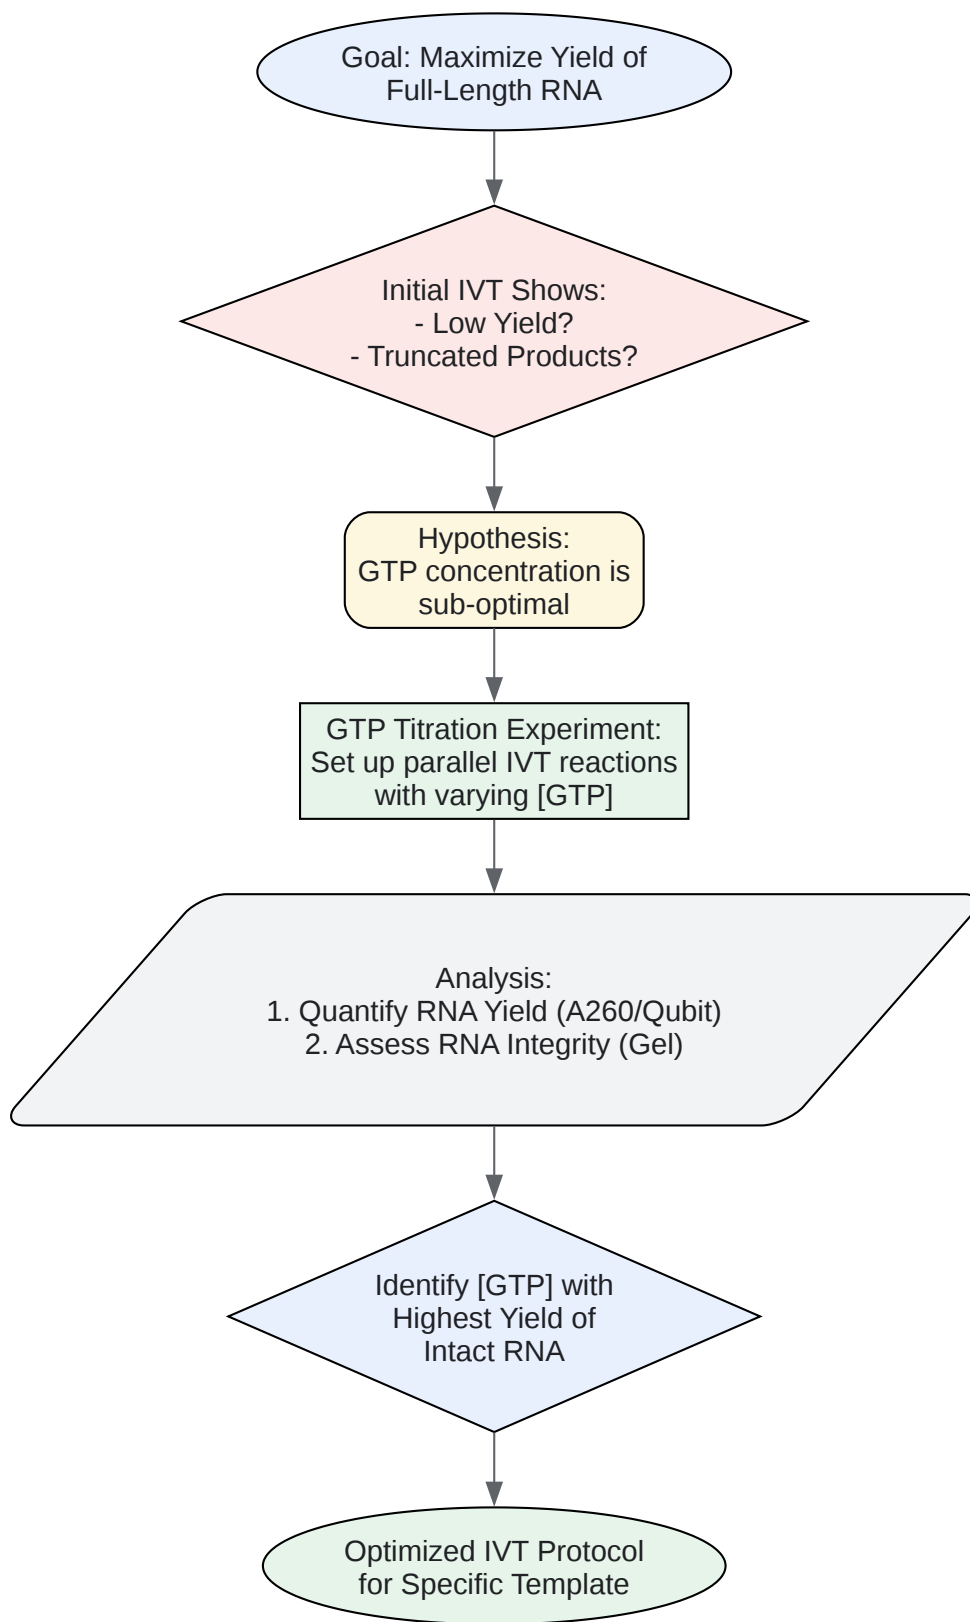 Goal: Maximize Yield of
Full-Length RNA
Initial IVT Shows:
- Low Yield?
- Truncated Products?
Hypothesis:
GTP concentration is
sub-optimal
GTP Titration Experiment:
Set up parallel IVT reactions
with varying [GTP]
Analysis:
1. Quantify RNA Yield (A260/Qubit)
2. Assess RNA Integrity (Gel)
Identify [GTP] with
Highest Yield of
Intact RNA
Optimized IVT Protocol
for Specific Template